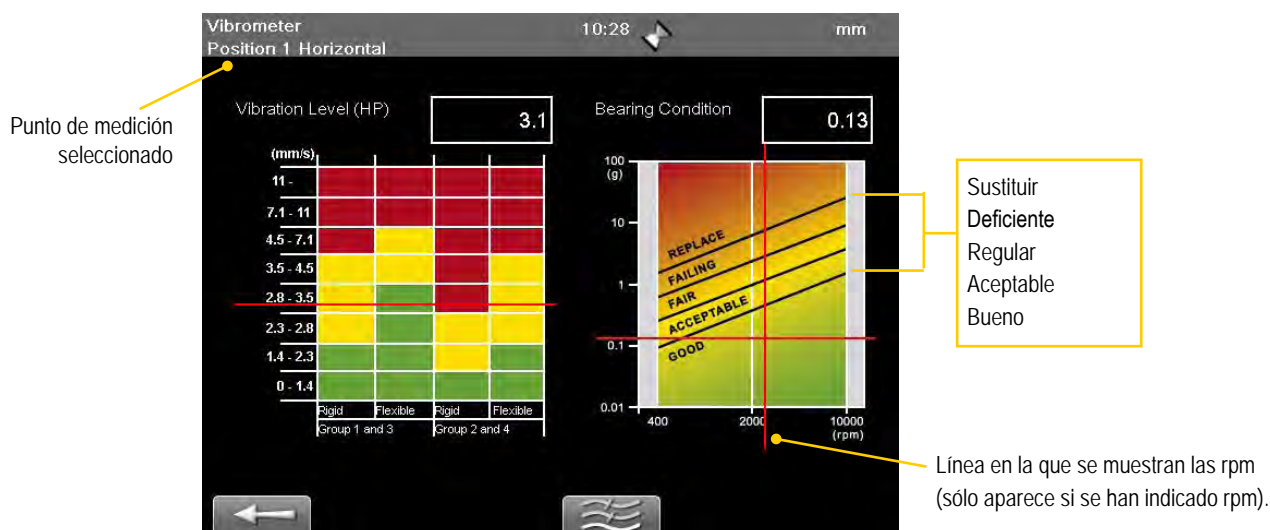 Vibrometer
10:28
mm
Position 1 Horizontal
Punto de medición
seleccionado
Vibration Level (HP)
3.1
(mm/s)
11 -
7.1 - 11
4.5 - 7.1
3.5 - 4.5
2.8 - 3.5
2.3 - 2.8
1.4 - 2.3
0 - 1.4
Rigid
Flexible
Rigid
Flexible
Group 1 and 3
Group 2 and 4
Bearing Condition
0.13
100
(g)
10
1
0.1
0.01
REPLACE
FAILING
FAIR
ACCEPTABLE
GOOD
400
2000
10000
(rpm)
Sustituir
Deficiente
Regular
Aceptable
Bueno
Línea en la que se muestran las rpm
(sólo aparece si se han indicado rpm).